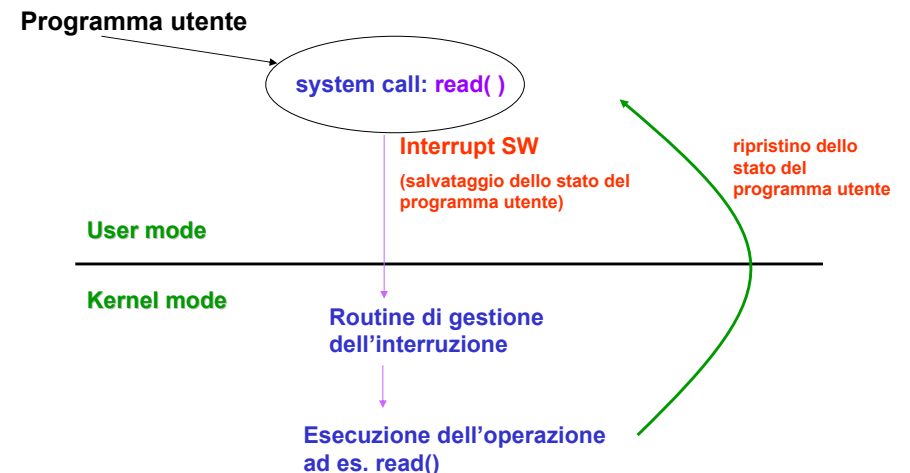 Programma utente
system call: read( )
Interrupt SW
(salvataggio dello stato del
programma utente)
ripristino dello
stato del
programma utente
User mode
Kernel mode
Routine di gestione
dell’interruzione
Esecuzione dell’operazione
ad es. read()